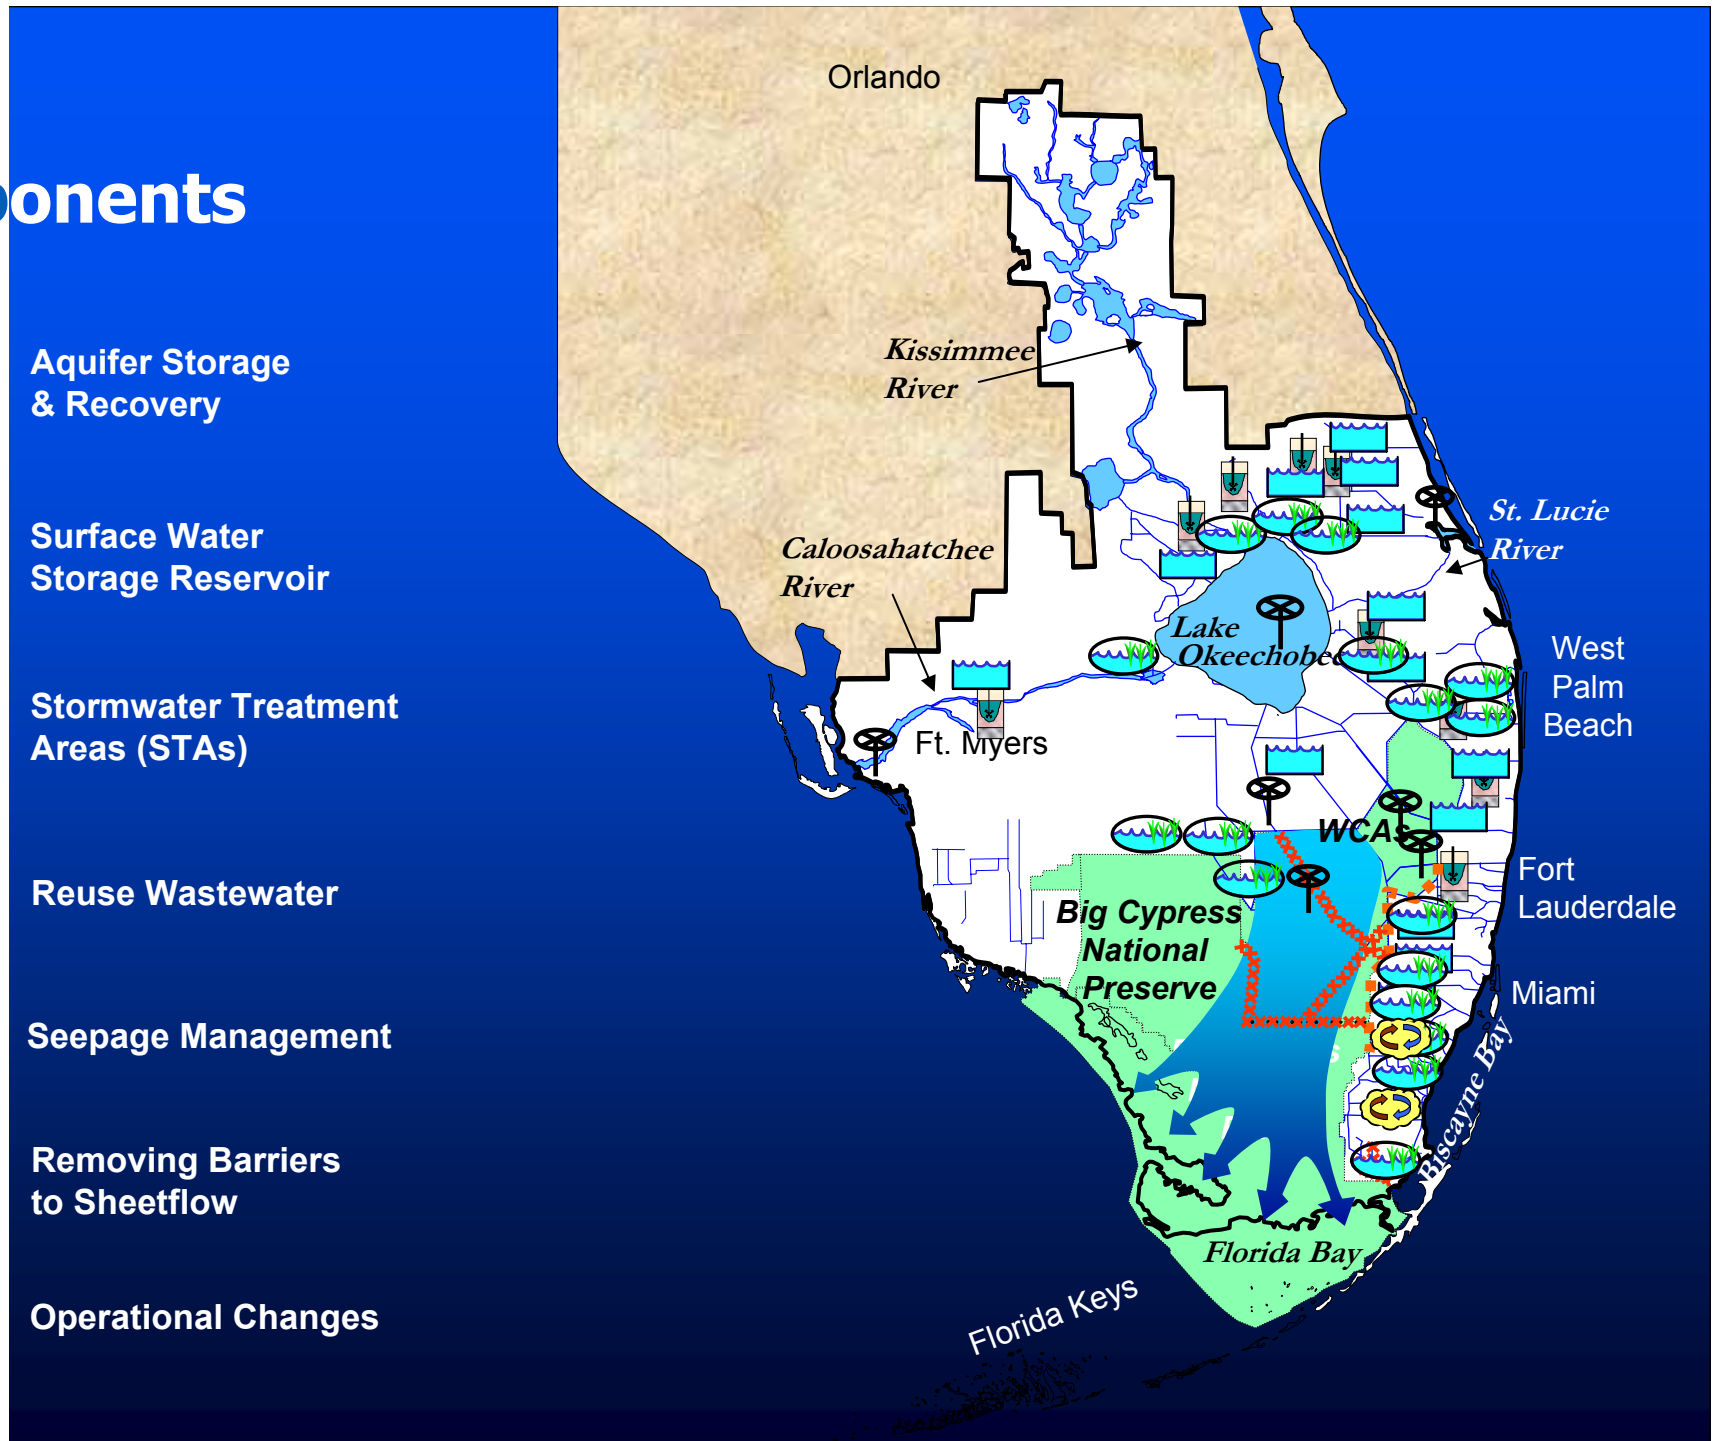 ponents
Aquifer Storage
& Recovery
Surface Water
Storage Reservoir
Stormwater Treatment
Areas (STAs)
Reuse Wastewater
Seepage Management
Removing Barriers
to Sheetflow
Operational Changes
Orlando
Kissimmee
River
St. Lucie
River
Caloosahatchee
River
Lake
Okeechobee
West
Palm
Beach
Ft. Myers
WCAs
Fort
Lauderdale
Big Cypress
National
Preserve
Miami
Biscayne Bay
Florida Bay
Florida Keys